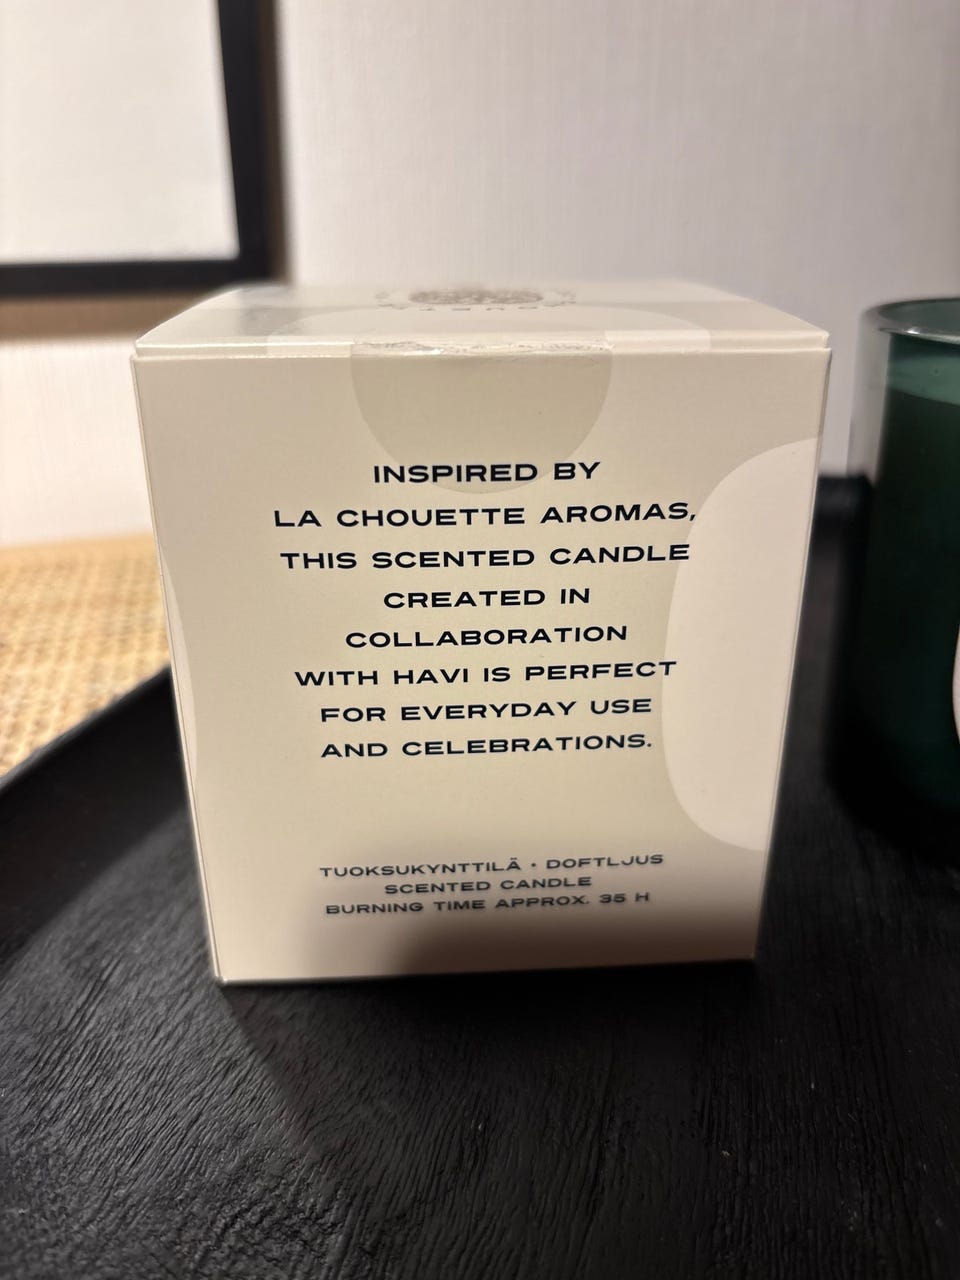 INSPIRED BY
LA CHOUETTE AROMAS,
THIS SCENTED CANDLE
CREATED IN
COLLABORATION
WITH HAVI IS PERFECT
FOR EVERYDAY USE
AND CELEBRATIONS.
TUOKSUKYNTTILÄ • DOFTLJUS
SCENTED CANDLE
BURNING TIME APPROX. 35 H